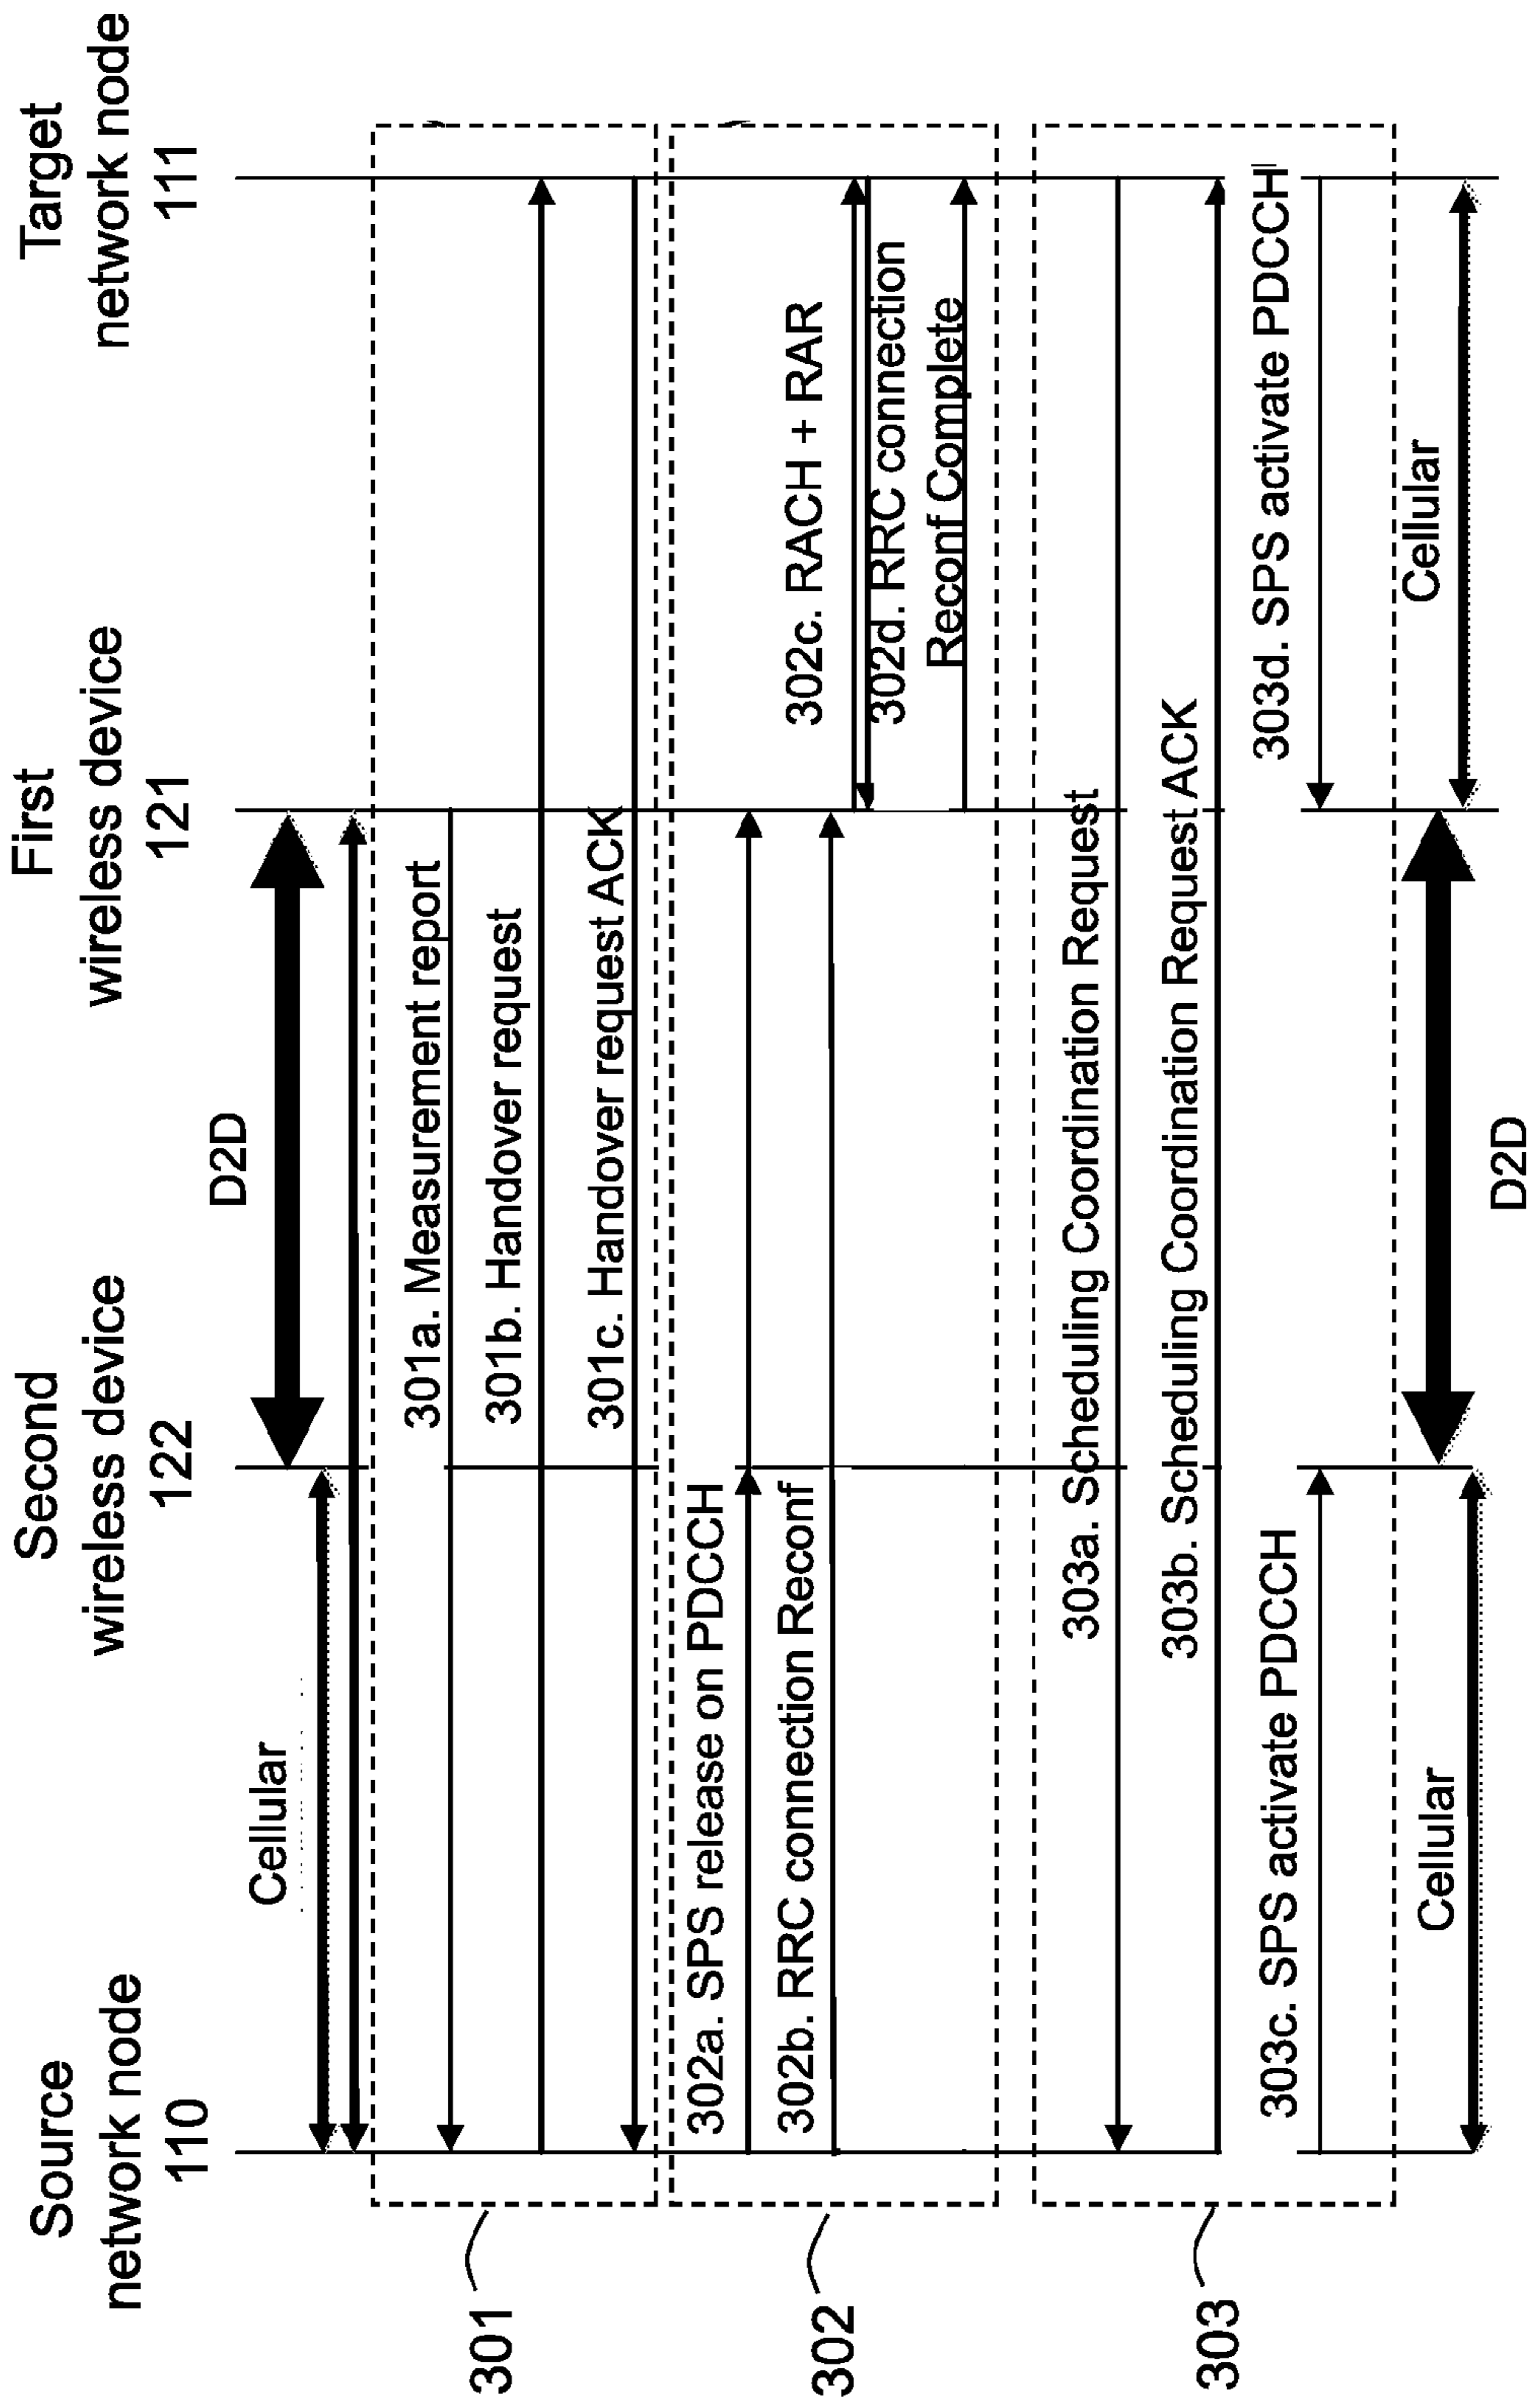 Source
network node
110
Second
wireless device
122
First
wireless device
121
Target
network node
111
D2D
Cellular
301
301a. Measurement report
301b. Handover request
301c. Handover request ACK
302
302a. SPS release on PDCCH
302b. RRC connection Reconf
302c. RACH + RAR
302d. RRC connection
Reconf Complete
303
303a. Scheduling Coordination Request
303b. Scheduling Coordination Request ACK
303c. SPS activate PDCCH
303d. SPS activate PDCCH
Cellular
Cellular
D2D